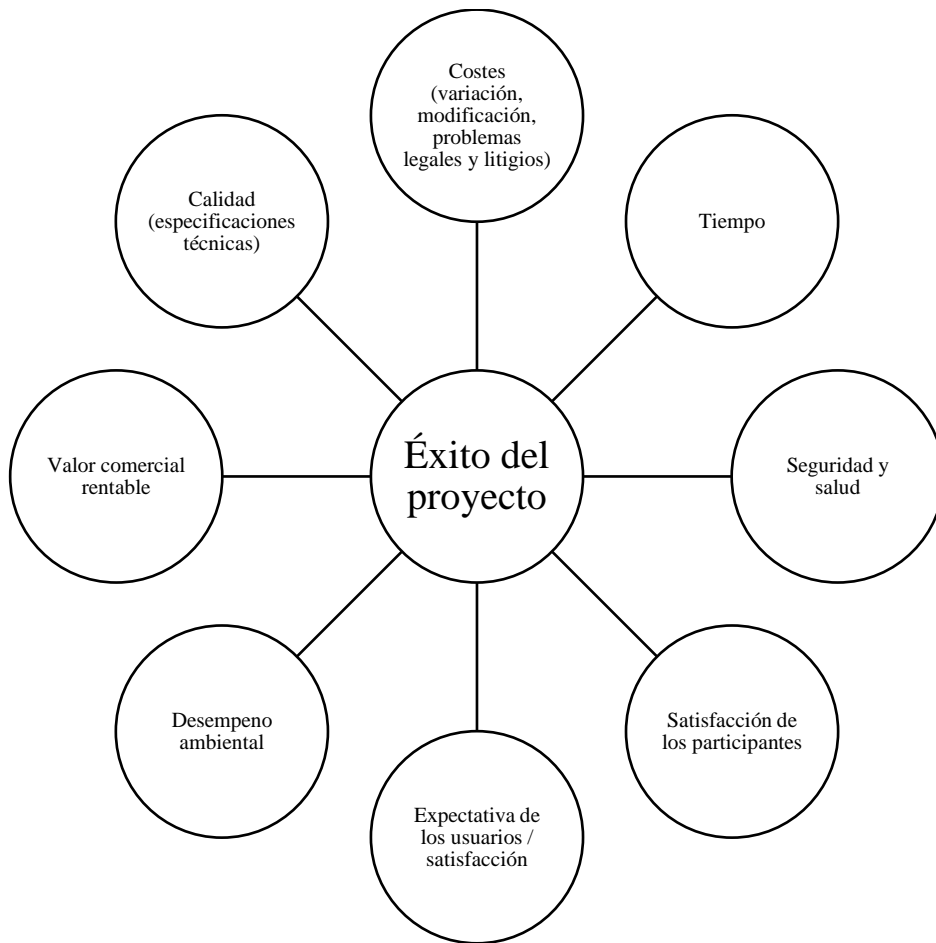 Costes
(variación,
modificación,
problemas
legales y litigios)
Tiempo
Seguridad y
salud
Satisfacción de
los participantes
Expectativa de
los usuarios /
satisfacción
Desempeno
ambiental
Valor comercial
rentable
Calidad
(especificaciones
técnicas)
Éxito del
proyecto